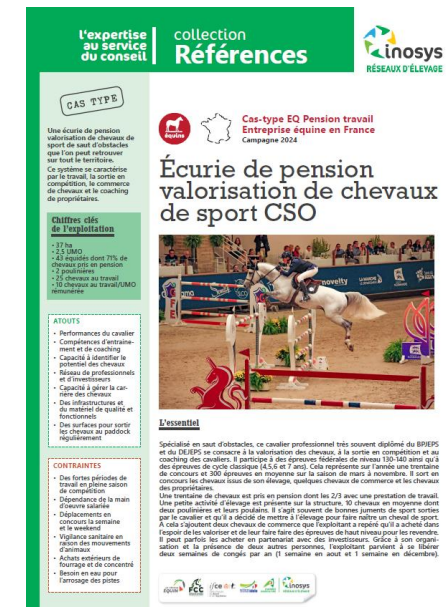 L'expertise
au service
du conseil
collection
Références
inosys
RÉSEAUX D'ÉLEVAGE
CAS TYPE
Une écurie de pension
valorisation de chevaux de
sport de saut d'obstacles
que l'on peut retrouver
sur tout le territoire.
Ce système se caractérise
par le travail, la sortie en
compétition, le commerce
de chevaux et le coaching
de propriétaires.
Chiffres clés
de l'exploitation
• 37 ha
• 2,5 UMO
• 43 équidés dont 71% de
chevaux pris en pension
• 2 poulinières
• 25 chevaux au travail
• 10 chevaux au travail/UMO
rémunérée
ATOUTS
• Performances du cavalier
• Compétences d'entraine-
ment et de coaching
• Capacité à identifier le
potentiel des chevaux
• Réseau de professionnels
et d'investisseurs
• Capacité à gérer la car-
rière des chevaux
• Des infrastructures et
du matériel de qualité et
fonctionnels
• Des surfaces pour sortir
les chevaux au paddock
régulièrement
CONTRAINTES
• Des fortes périodes de
travail en pleine saison
de compétition
• Dépendance de la main
d'oeuvre salariée
• Déplacements en
concours la semaine
et le weekend
• Vigilance sanitaire en
raison des mouvements
d'animaux
• Achats extérieurs de
fourrage et de concentré
• Besoin en eau pour
l'arrosage des pistes
équins
Cas-type EQ Pension travail
Entreprise équine en France
Campagne 2024
Écurie de pension
valorisation de chevaux
de sport CSO
novelty
L'essentiel
Spécialisé en saut d'obstacles, ce cavalier professionnel très souvent diplômé du BPJEPS
et du DEJEPS se consacre à la valorisation des chevaux, à la sortie en compétition et au
coaching des cavaliers. Il participe à des épreuves fédérales de niveau 130-140 ainsi qu'à
des épreuves de cycle classique (4,5,6 et 7 ans). Cela représente sur l'année une trentaine
de concours et 300 épreuves en moyenne sur la saison de mars à novembre. Il sort en
concours les chevaux issus de son élevage, quelques chevaux de commerce et les chevaux
des propriétaires.
Une trentaine de chevaux est pris en pension dont les 2/3 avec une prestation de travail.
Une petite activité d'élevage est présente sur la structure, 10 chevaux en moyenne dont
deux poulinières et leurs poulains. Il s'agit souvent de bonnes juments de sport sorties
par le cavalier et qu'il a décidé de mettre à l'élevage pour faire naître un cheval de sport.
À cela s'ajoutent deux chevaux de commerce que l'exploitant a repéré qu'il a acheté dans
l'espoir de les valoriser et de leur faire faire des épreuves de haut niveau pour les revendre.
Il peut parfois les acheter en partenariat avec des investisseurs. Grâce à son organi-
sation et la présence de deux autres personnes, l'exploitant parvient à se libérer
deux semaines de congés par an (1 semaine en aout et 1 semaine en décembre).
FCC
inosys